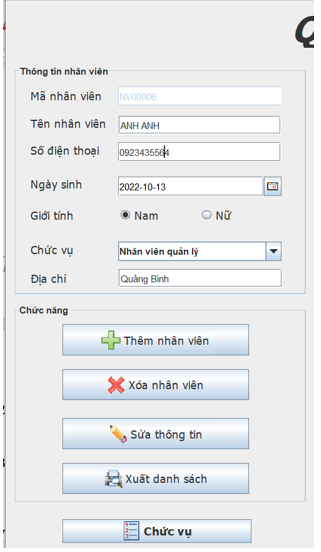 Q
Thông tin nhân viên
Mã nhân viên NV00006
Tên nhân viên ANH ANH
Số điện thoại 0923435564
Ngày sinh 2022-10-13
Giới tính Nam Nữ
Chức vụ Nhân viên quản lý
Địa chỉ Quảng Bình
Chức năng
Thêm nhân viên
Xóa nhân viên
Sửa thông tin
Xuất danh sách
Chức vụ